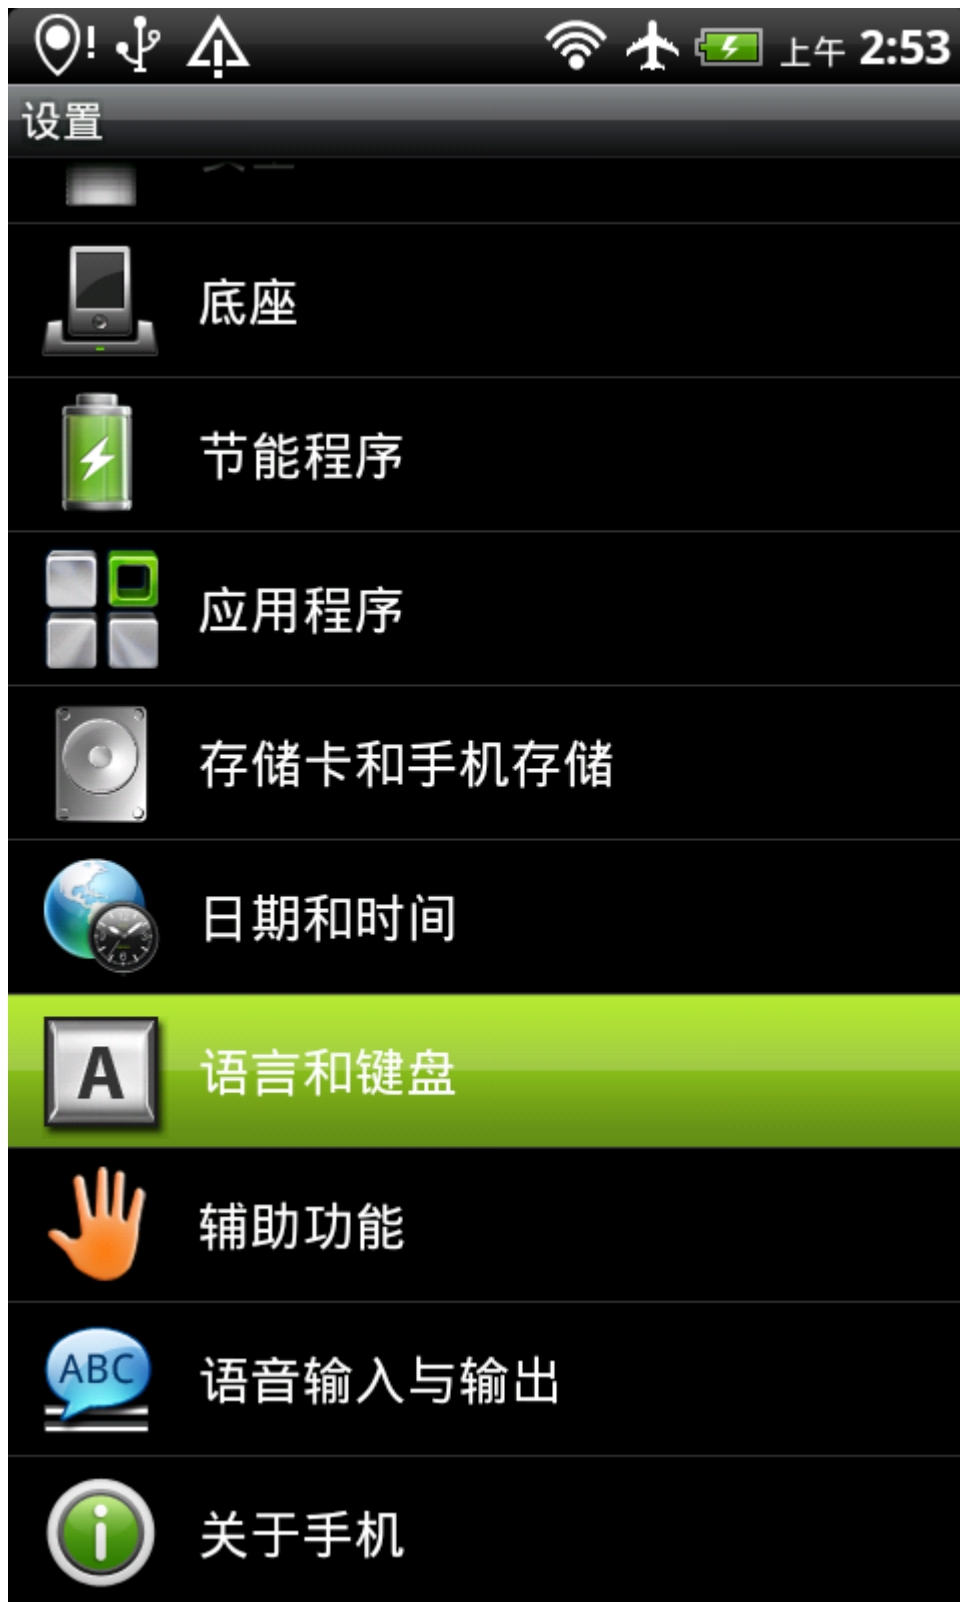 上午 2:53
设置
底座
节能程序
应用程序
存储卡和手机存储
日期和时间
A
语言和键盘
辅助功能
ABC
语音输入与输出
关于手机